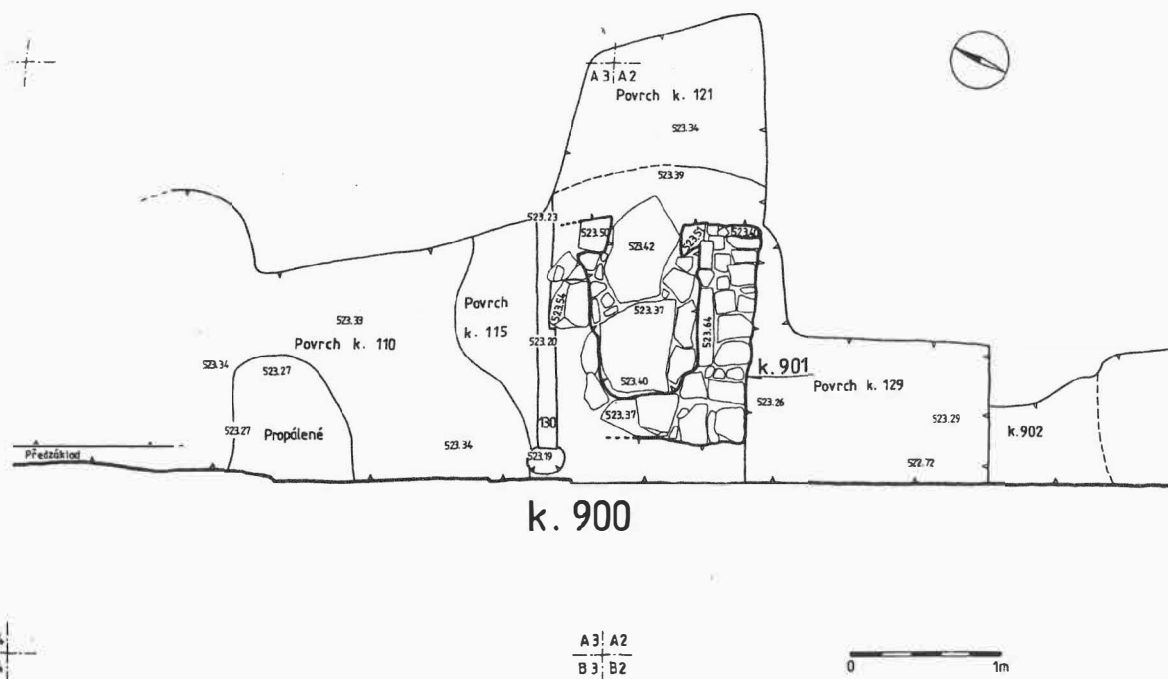 A3 A2
Povrch k. 121
523.34
523.39
523.23
523.50
523.42
523.57
523.54
523.37
523.64
Povrch
k. 115
523.33
Povrch k. 110
523.20
523.34
523.27
523.40
k. 901
Povrch k. 129
523.37
523.26
523.29
523.27
Propálené
523.34
130
k.902
Předzáklad
523.19
522.72
k. 900
A3 A2
B3 B2
0
1m